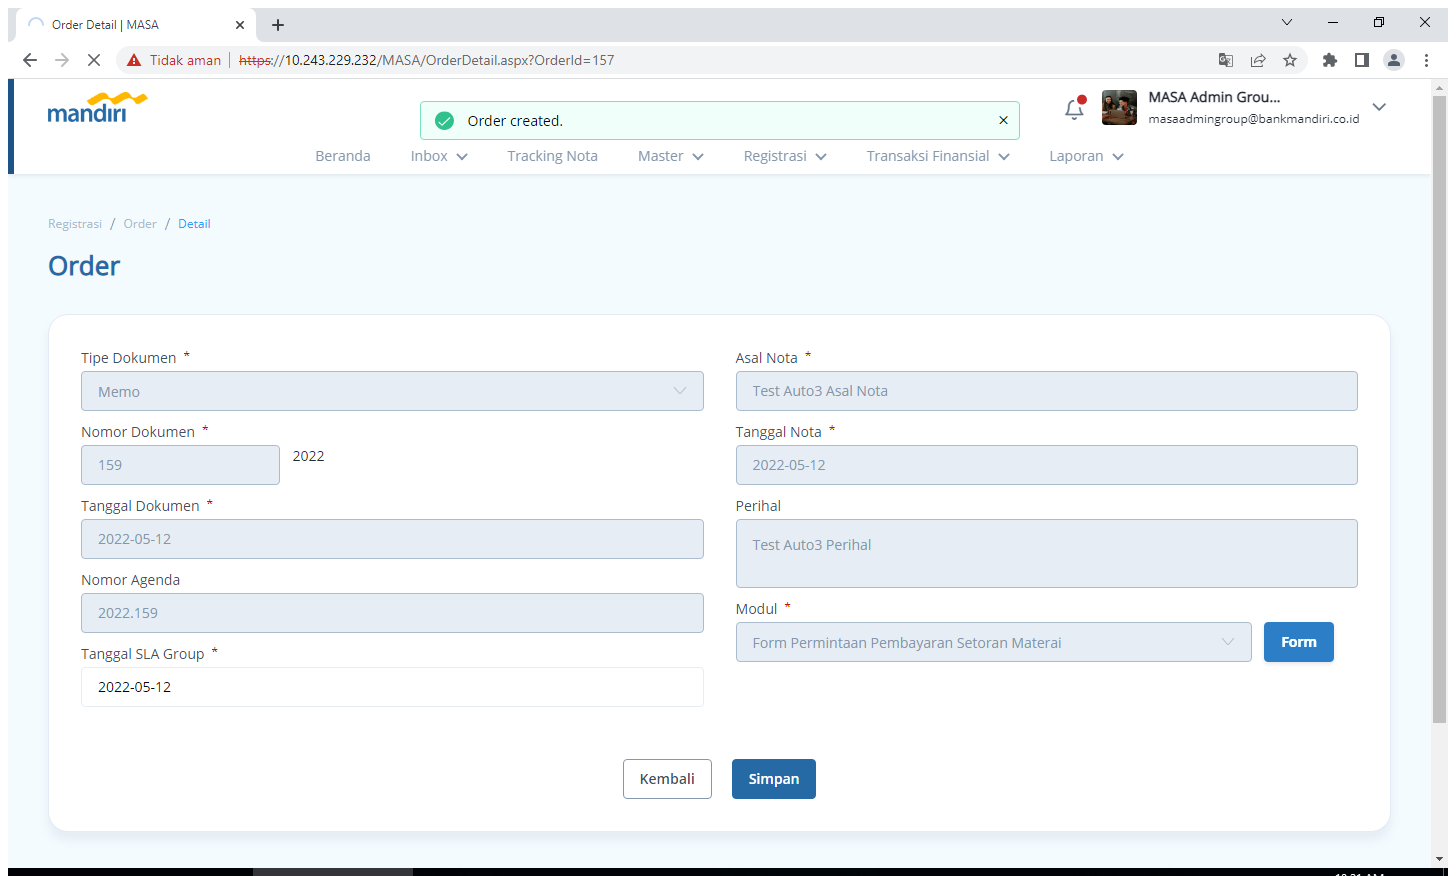 Order Detail | MASA
Tidak aman | https://10.243.229.232/MASA/OrderDetail.aspx?OrderId=157
mandiri
Order created.
MASA Admin Grou...
masaadmingroup@bankmandiri.co.id
Beranda Inbox Tracking Nota Master Registrasi Transaksi Finansial Laporan
Registrasi / Order / Detail
Order
Tipe Dokumen *
Memo
Nomor Dokumen *
159 2022
Tanggal Dokumen *
2022-05-12
Nomor Agenda
2022.159
Tanggal SLA Group *
2022-05-12
Asal Nota *
Test Auto3 Asal Nota
Tanggal Nota *
2022-05-12
Perihal
Test Auto3 Perihal
Modul *
Form Permintaan Pembayaran Setoran Materai
Form
Kembali Simpan